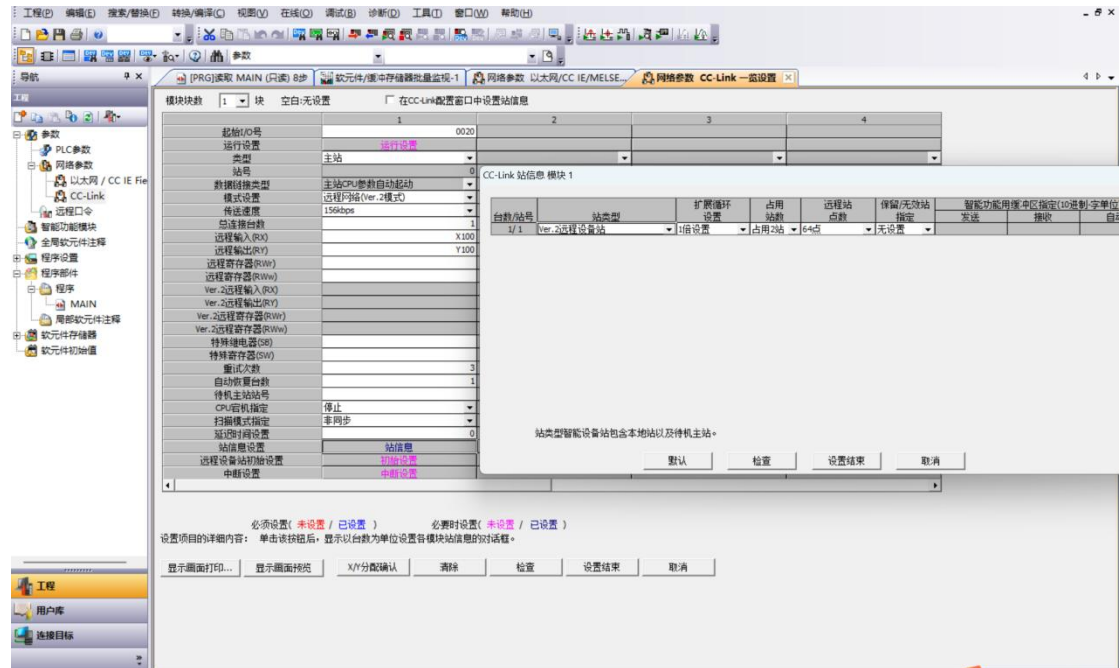 工程(P) 编辑(E) 搜索/替换(F) 转换/编译(C) 视图(V) 在线(O) 调试(B) 诊断(D) 工具(T) 窗口(W) 帮助(H)
参数
导航
[PRG]读取 MAIN (只读) 8步 软元件/缓冲存储器批量监视-1 网络参数 以太网/CC IE/MELSE... 网络参数 CC-Link 一览设置
工程
参数
PLC参数
网络参数
以太网 / CC IE Fie
CC-Link
远程口令
智能功能模块
全局软元件注释
程序设置
程序部件
程序
MAIN
局部软元件注释
软元件存储器
软元件初始值
模块块数 1 块 空白:无设置 在CC-Link配置窗口中设置站信息
1 2 3 4
起始I/O号 0020
运行设置 运行设置
类型 主站
站号 0
数据链接类型 主站CPU参数自动起动
模式设置 远程网络(Ver.2模式)
传送速度 156kbps
总连接台数 1
远程输入(RX) X100
远程输出(RY) Y100
远程寄存器(RWr)
远程寄存器(RWw)
Ver.2远程输入(RX)
Ver.2远程输出(RY)
Ver.2远程寄存器(RWr)
Ver.2远程寄存器(RWw)
特殊继电器(SB)
特殊寄存器(SW)
重试次数 3
自动恢复台数 1
待机主站站号
CPU宕机指定 停止
扫描模式指定 非同步
延迟时间设置 0
站信息设置 站信息
远程设备站初始设置 初始设置
中断设置 中断设置
CC-Link 站信息 模块 1
台数/站号 站类型 扩展循环设置 占用站数 远程站点数 保留/无效站指定 智能功能用缓冲区指定(10进制-字单位
发送 接收 自动
1/ 1 Ver.2远程设备站 1倍设置 占用2站 64点 无设置
站类型智能设备站包含本地站以及待机主站。
默认 检查 设置结束 取消
必须设置( 未设置 / 已设置 ) 必要时设置( 未设置 / 已设置 )
设置项目的详细内容: 单击该按钮后，显示以台数为单位设置各模块站信息的对话框。
显示画面打印... 显示画面预览 X/Y分配确认 清除 检查 设置结束 取消
工程
用户库
连接目标